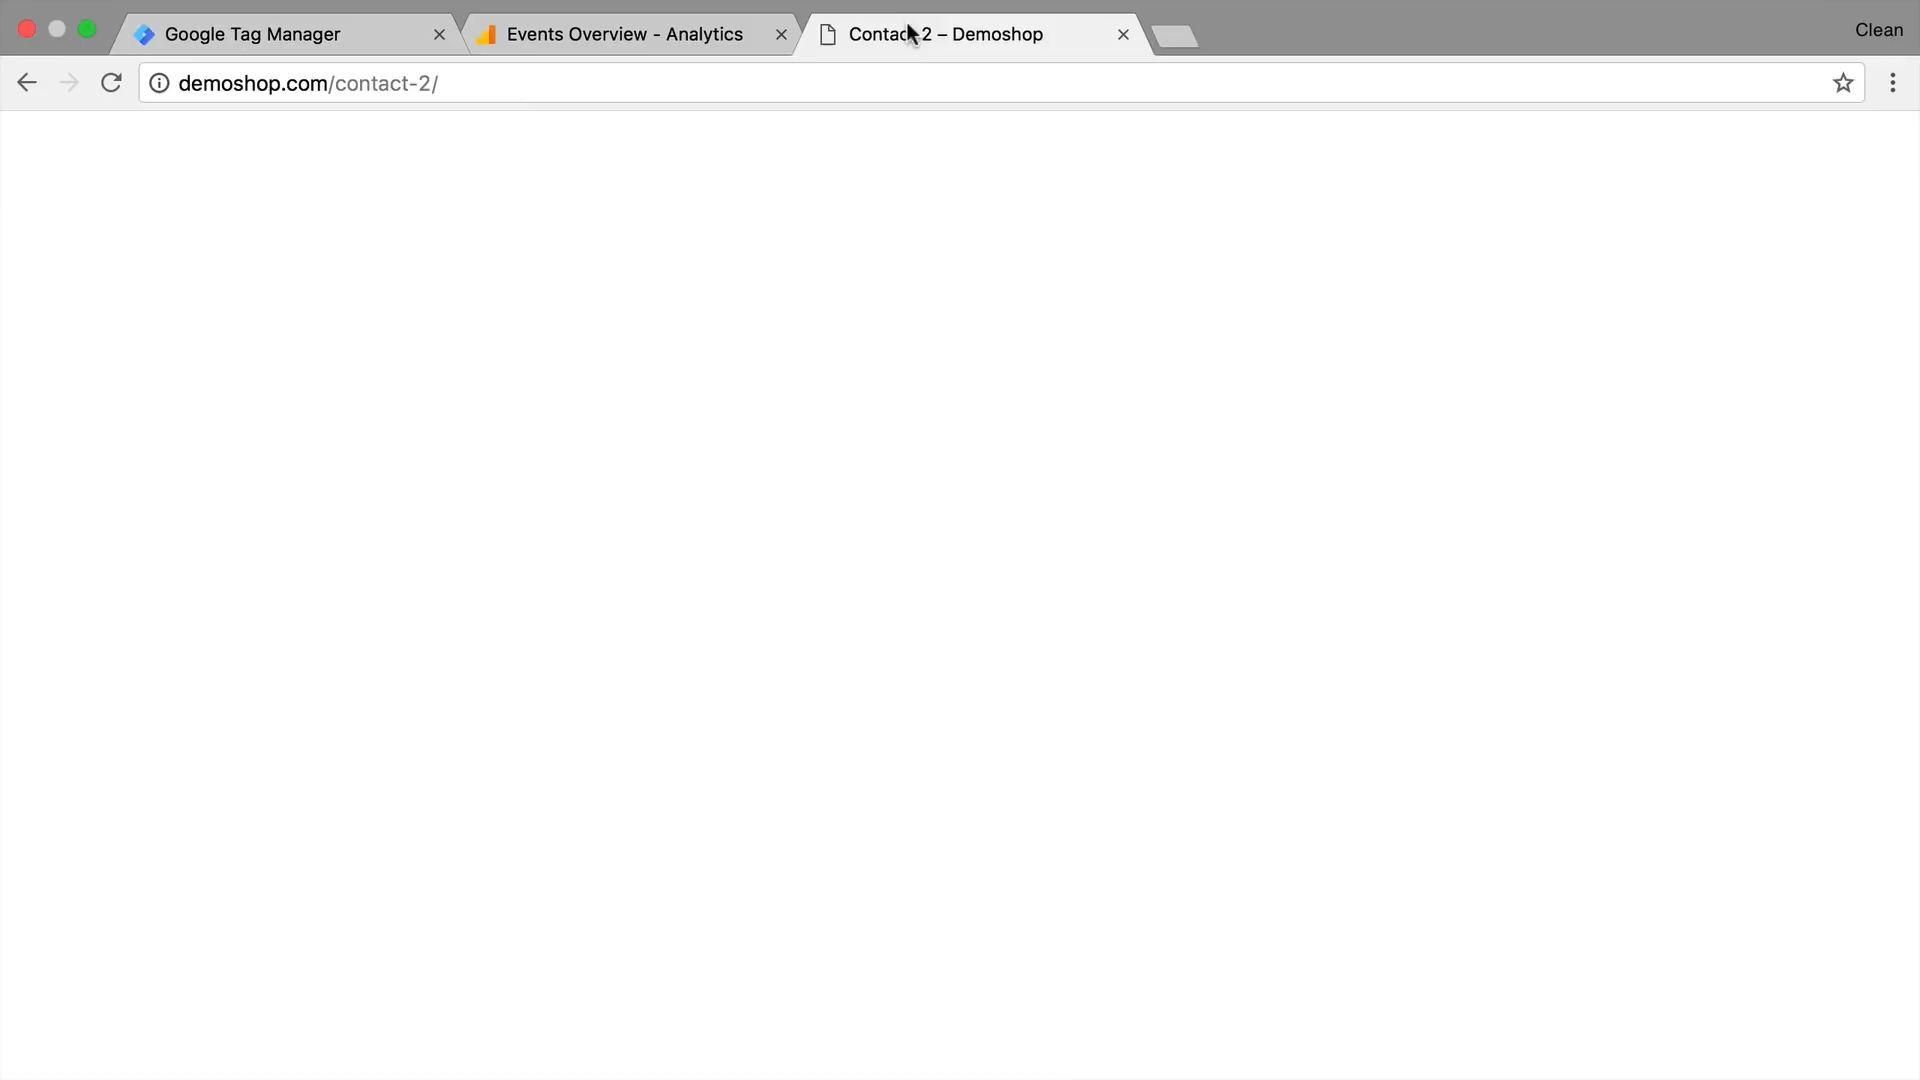 Google Tag Manager
Events Overview - Analytics
Contact-2 – Demoshop
Clean
demoshop.com/contact-2/